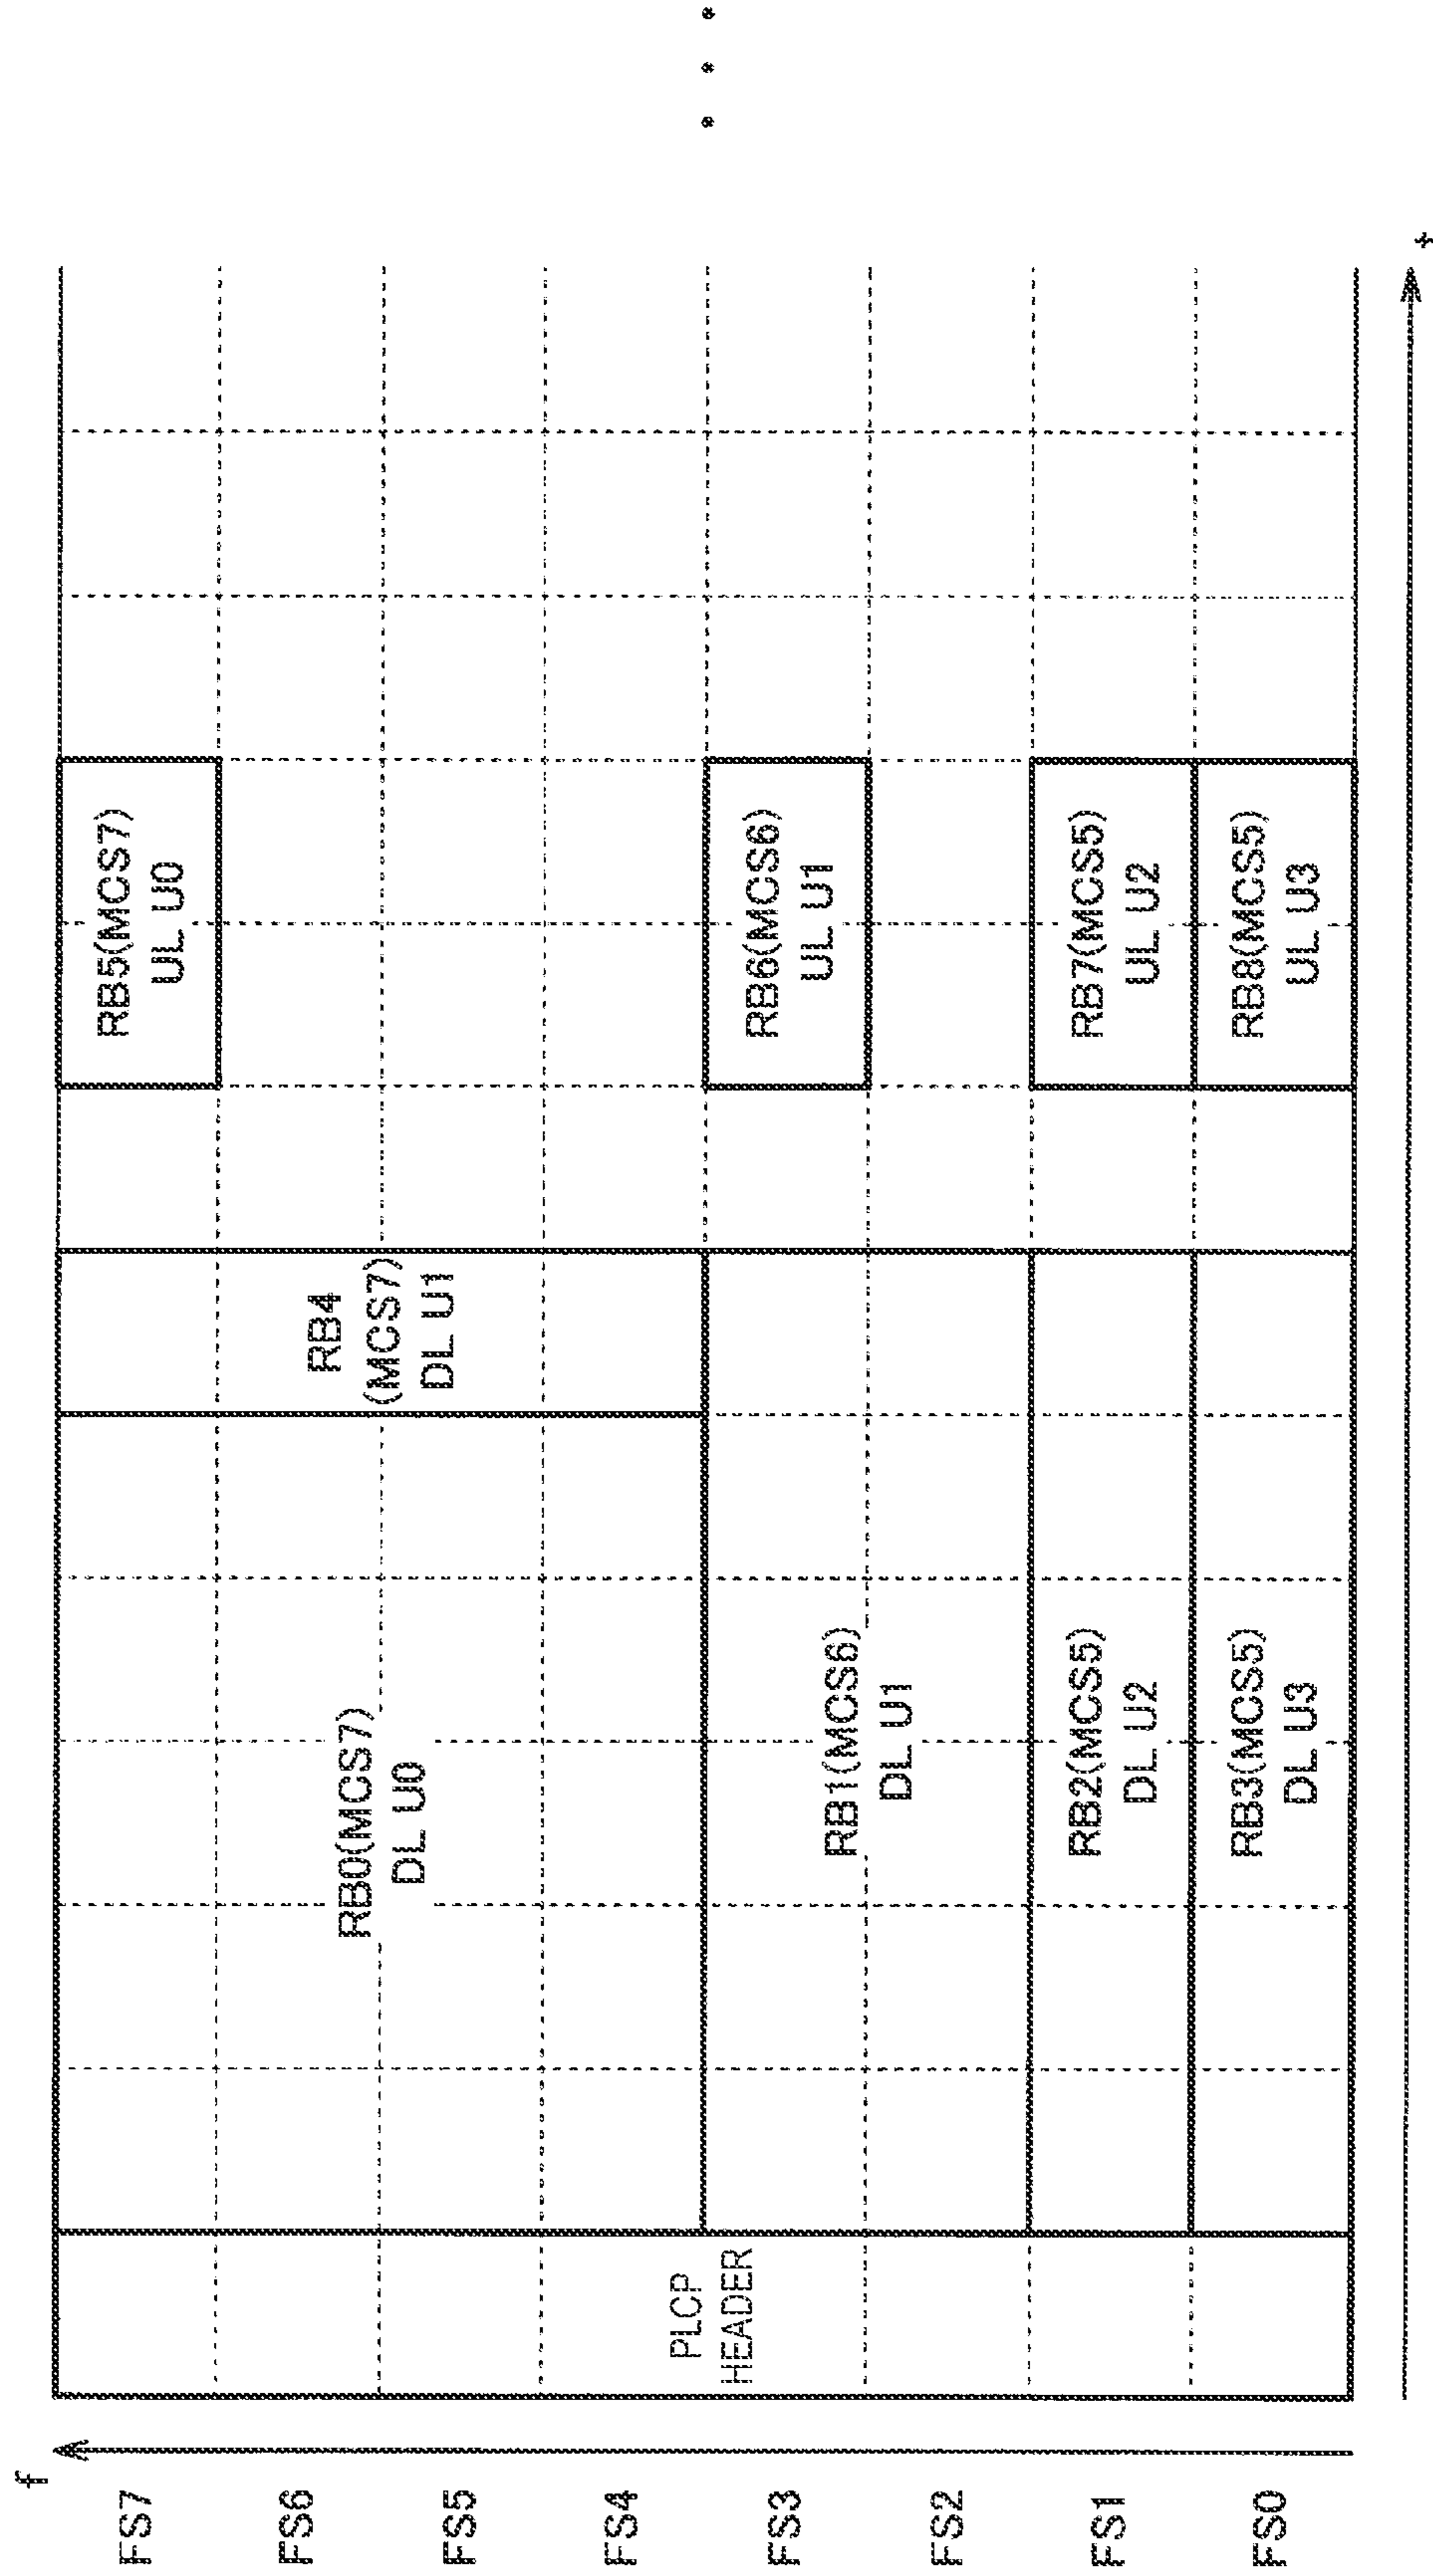 f
FS7
FS6
FS5
FS4
FS3
FS2
FS1
FS0
PLCP
HEADER
RB0(MCS7)
DL U0
RB4
(MCS7)
DL U1
RB1(MCS6)
DL U1
RB2(MCS5)
DL U2
RB3(MCS5)
DL U3
RB5(MCS7)
UL U0
RB6(MCS6)
UL U1
RB7(MCS5)
UL U2
RB8(MCS5)
UL U3
t